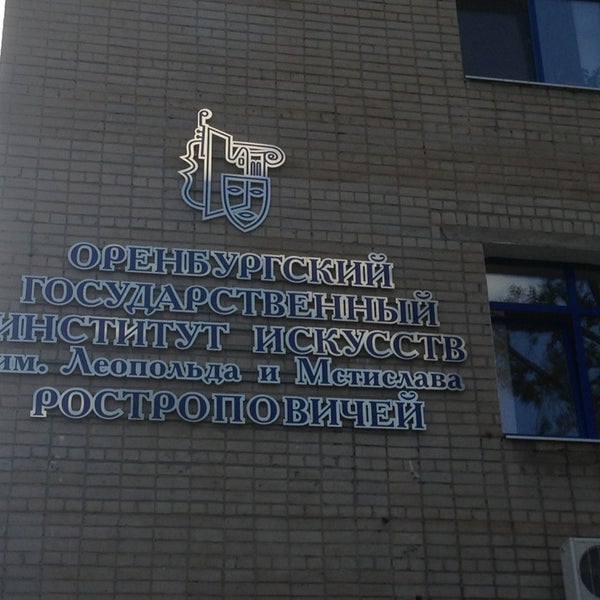 ОРЕНБУРГСКИЙ
ГОСУДАРСТВЕННЫЙ
ИНСТИТУТ ИСКУССТВ
им. Леопольда и Мстислава
РОСТРОПОВИЧЕЙ